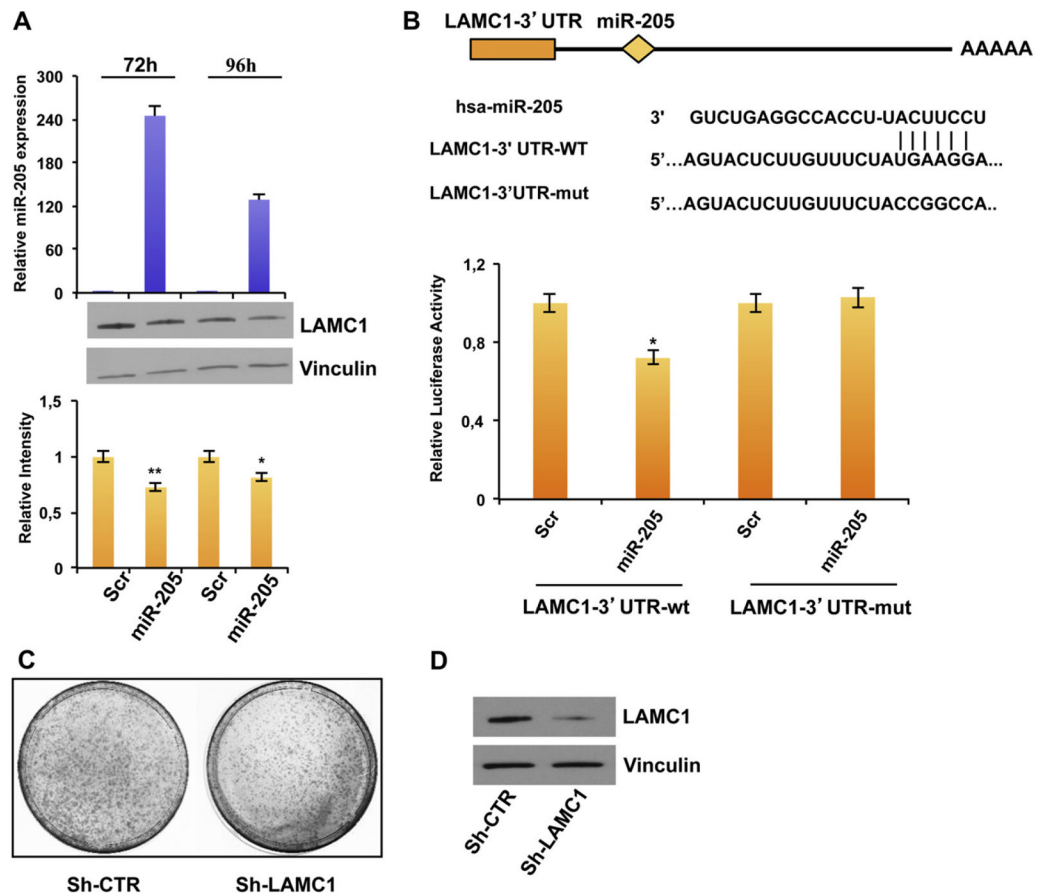 A
72h 96h
Relative miR-205 expression
300
240
180
120
60
0
LAMC1
Vinculin
Relative Intensity
1,5
1
0,5
0
Scr miR-205 Scr miR-205
B
LAMC1-3’ UTR miR-205
AAAAA
hsa-miR-205 3' GUCUGAGGCCACCU-UACUUCCU
LAMC1-3' UTR-WT 5’...AGUACUCUUGUUUCUAUGAAGGA...
LAMC1-3'UTR-mut 5’...AGUACUCUUGUUUCUACCGGCCA..
Relative Luciferase Activity
1,2
0,8
0,4
0
** *
*
Scr miR-205 Scr miR-205
LAMC1-3’ UTR-wt LAMC1-3’ UTR-mut
C
Sh-CTR Sh-LAMC1
D
LAMC1
Vinculin
Sh-CTR Sh-LAMC1